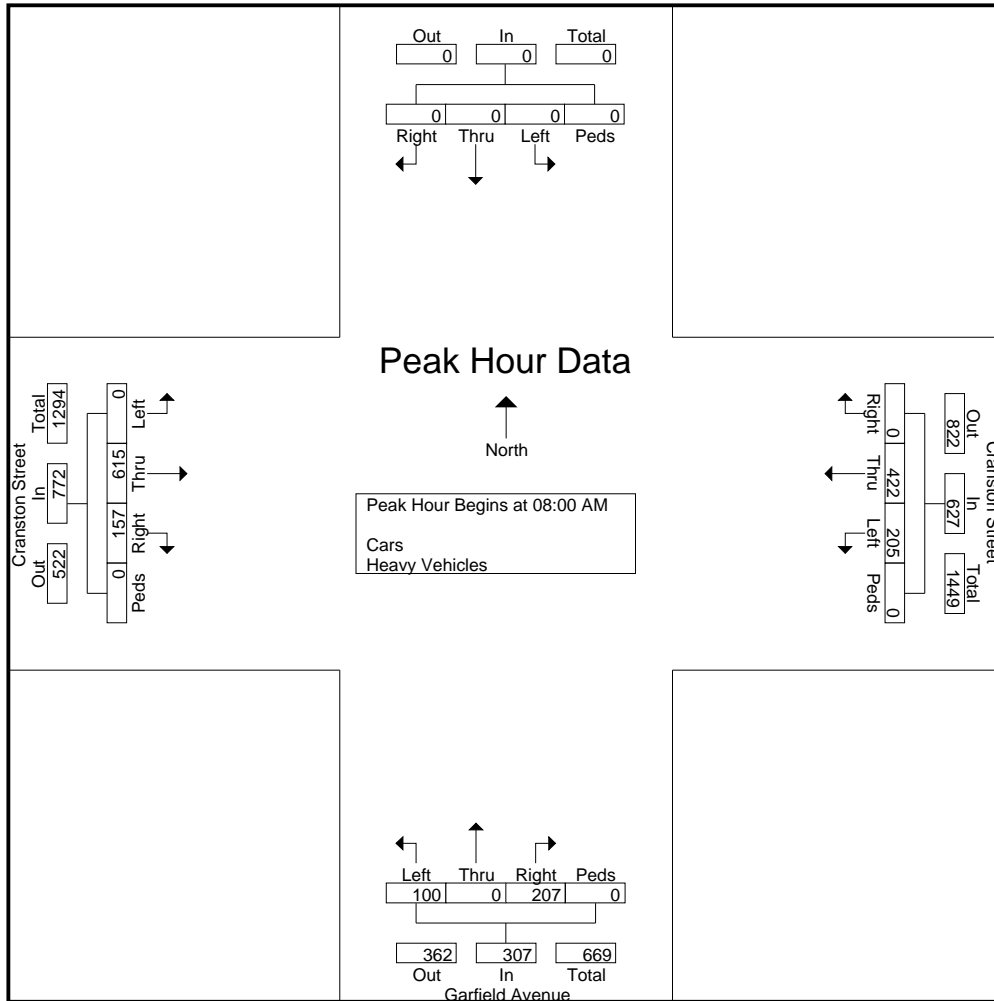 Out In Total
0 0 0
0 0 0 0
Right Thru Left Peds
Peak Hour Data
North
Peak Hour Begins at 08:00 AM
Cars
Heavy Vehicles
Cranston Street
Total In Out
1294 772 522
0 615 157 0
Left Thru Right Peds
Cranston Street
Out In Total
822 627 1449
0 422 205 0
Right Thru Left Peds
Left Thru Right Peds
100 0 207 0
362 307 669
Out In Total
Garfield Avenue